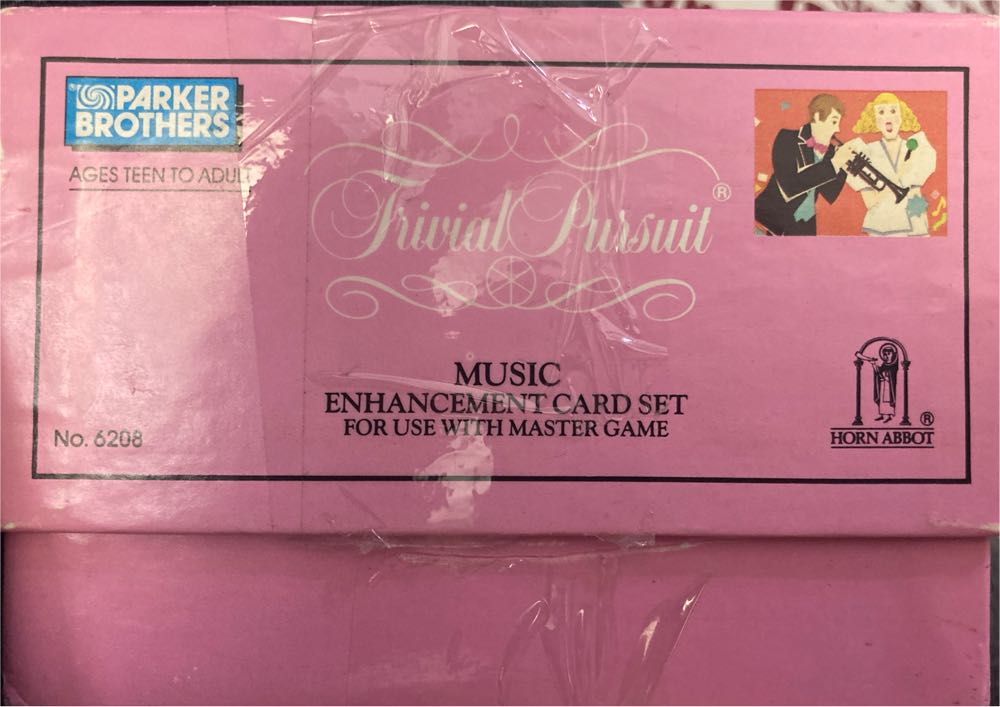 PARKER
BROTHERS
AGES TEEN TO ADULT
Trivial Pursuit®
MUSIC
ENHANCEMENT CARD SET
FOR USE WITH MASTER GAME
No. 6208
HORN ABBOT®